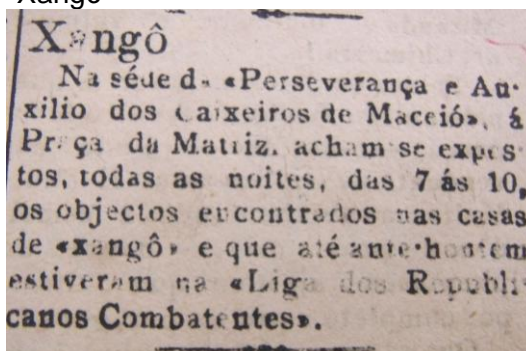 Xangô
Xangô
Na séde da «Perseverança e Au-
xilio dos Caixeiros de Maceió», á
Praça da Matriz, acham se expos-
tos, todas as noites, das 7 ás 10,
os objectos encontrados nas casas
de «xangô» e que até ante-hontem
estiveram na «Liga dos Republi-
canos Combatentes».